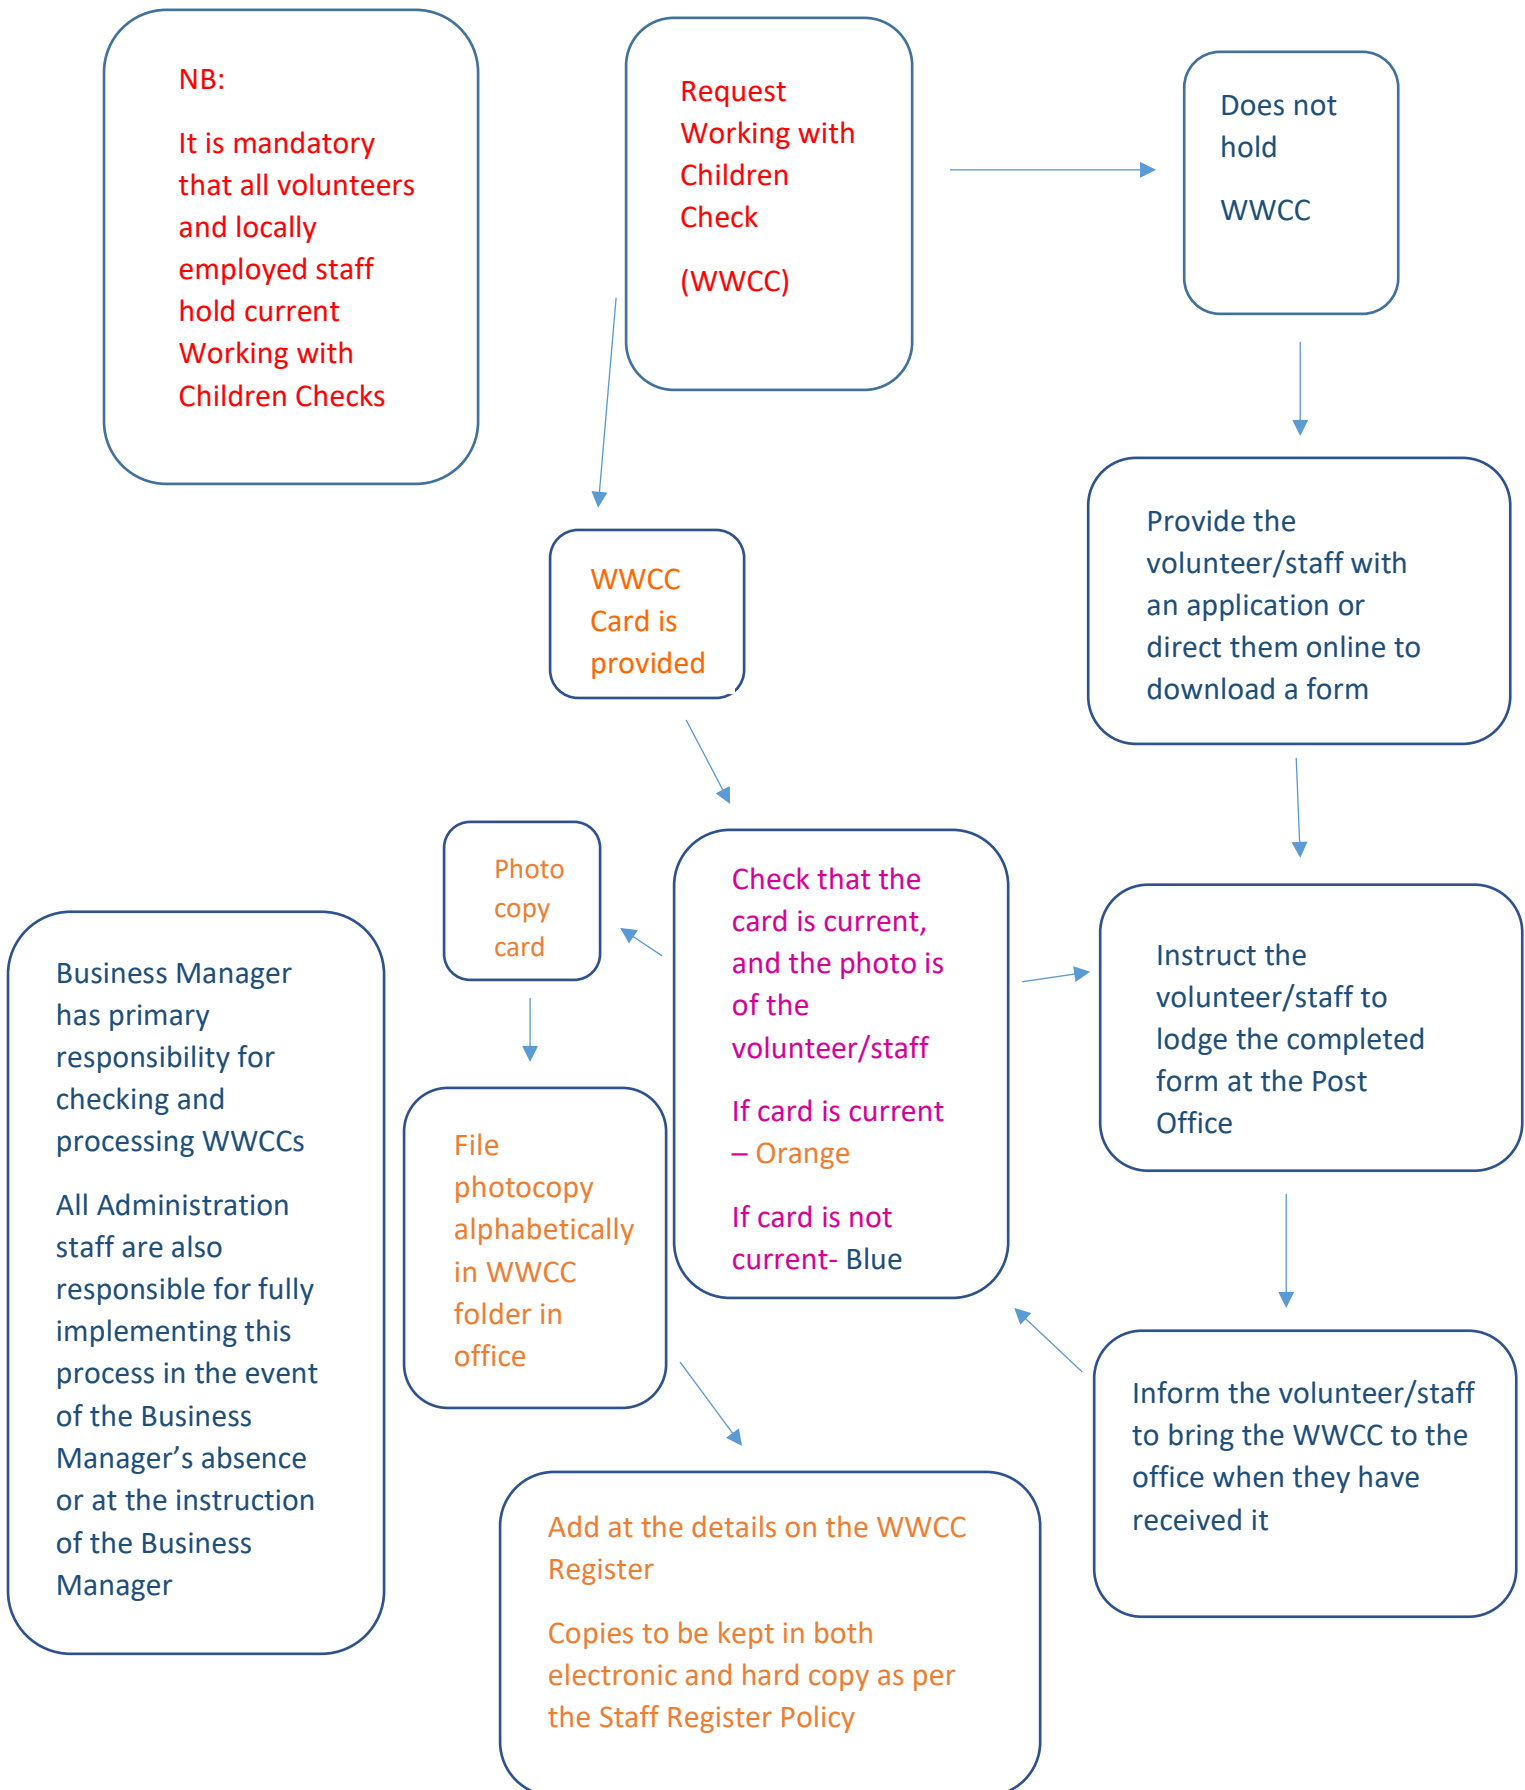 NB:
It is mandatory
that all volunteers
and locally
employed staff
hold current
Working with
Children Checks
Request
Working with
Children
Check
(WWCC)
Does not
hold
WWCC
Provide the
volunteer/staff with
an application or
direct them online to
download a form
WWCC
Card is
provided
Photo
copy
card
Check that the
card is current,
and the photo is
of the
volunteer/staff
If card is current
– Orange
If card is not
current- Blue
Instruct the
volunteer/staff to
lodge the completed
form at the Post
Office
Business Manager
has primary
responsibility for
checking and
processing WWCCs
All Administration
staff are also
responsible for fully
implementing this
process in the event
of the Business
Manager’s absence
or at the instruction
of the Business
Manager
File
photocopy
alphabetically
in WWCC
folder in
office
Inform the volunteer/staff
to bring the WWCC to the
office when they have
received it
Add at the details on the WWCC
Register
Copies to be kept in both
electronic and hard copy as per
the Staff Register Policy